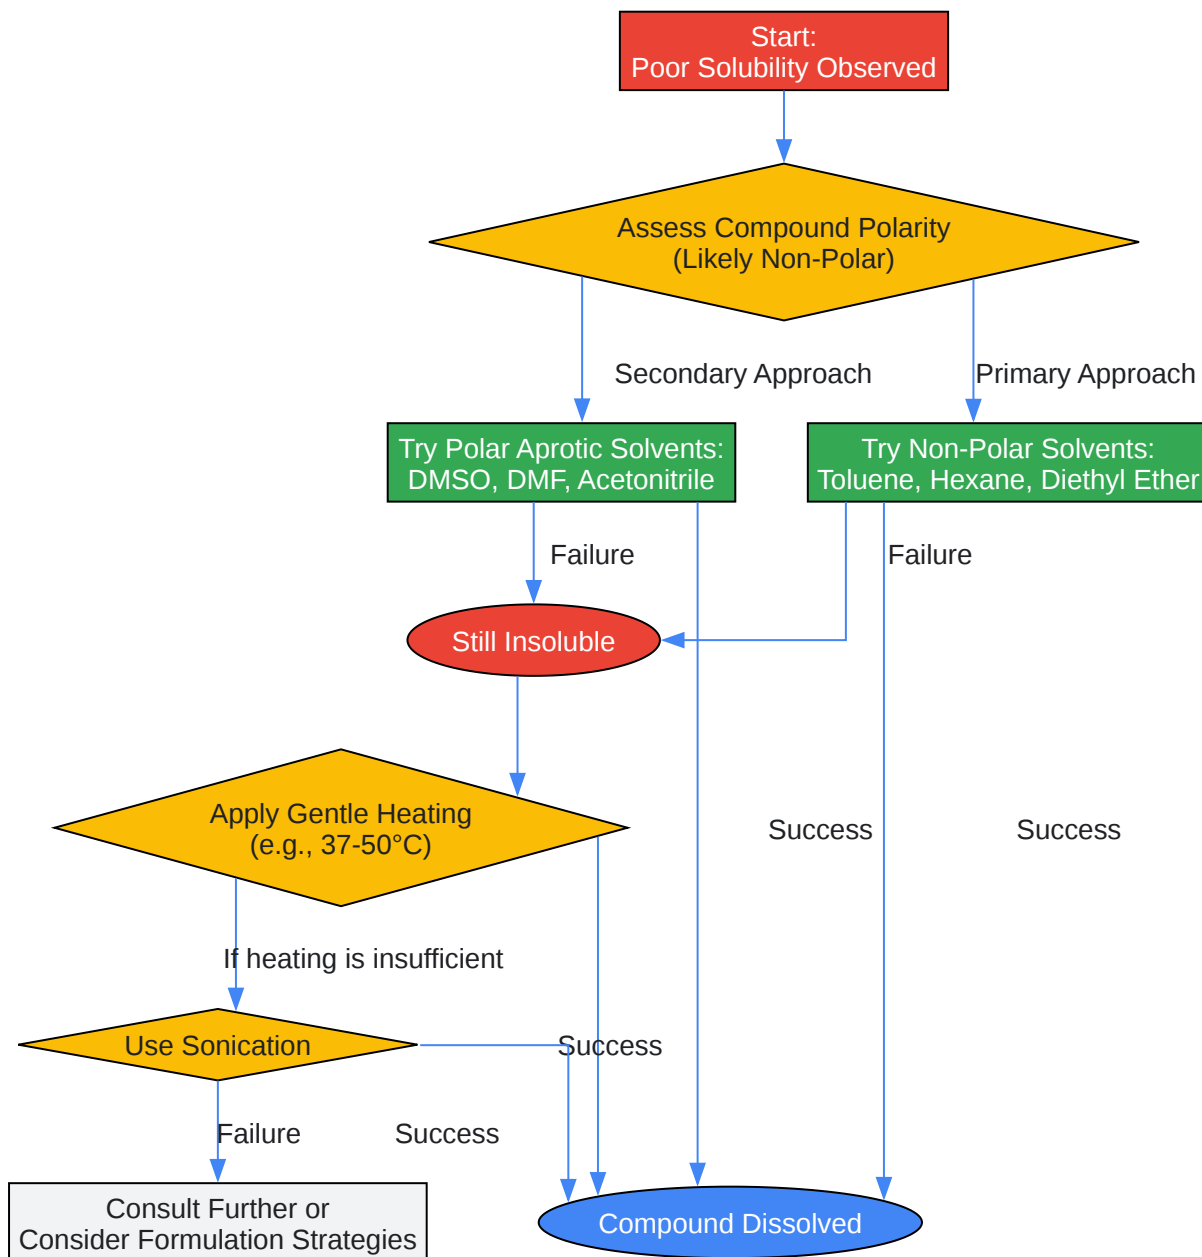 Start:
Poor Solubility Observed
Assess Compound Polarity
(Likely Non-Polar)
Secondary Approach
Primary Approach
Try Polar Aprotic Solvents:
DMSO, DMF, Acetonitrile
Try Non-Polar Solvents:
Toluene, Hexane, Diethyl Ether
Failure
Failure
Still Insoluble
Apply Gentle Heating
(e.g., 37-50°C)
Success
Success
If heating is insufficient
Use Sonication
Success
Failure
Success
Consult Further or
Consider Formulation Strategies
Compound Dissolved